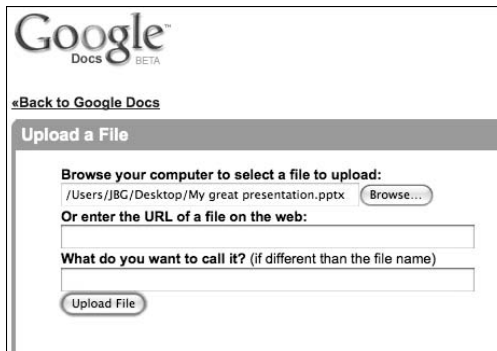 Google™
Docs BETA
«Back to Google Docs
Upload a File
Browse your computer to select a file to upload:
/Users/JBG/Desktop/My great presentation.pptx Browse...
Or enter the URL of a file on the web:
What do you want to call it? (if different than the file name)
Upload File